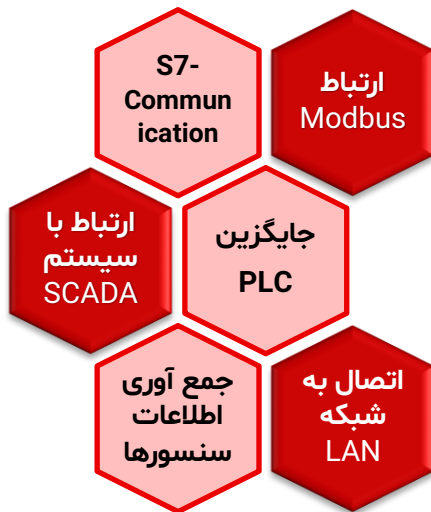 S7-
Commun
ication
ارتباط
Modbus
ارتباط با
سیستم
SCADA
جایگزین
PLC
جمع آوری
اطلاعات
سنسورها
اتصال به
شبکه
LAN